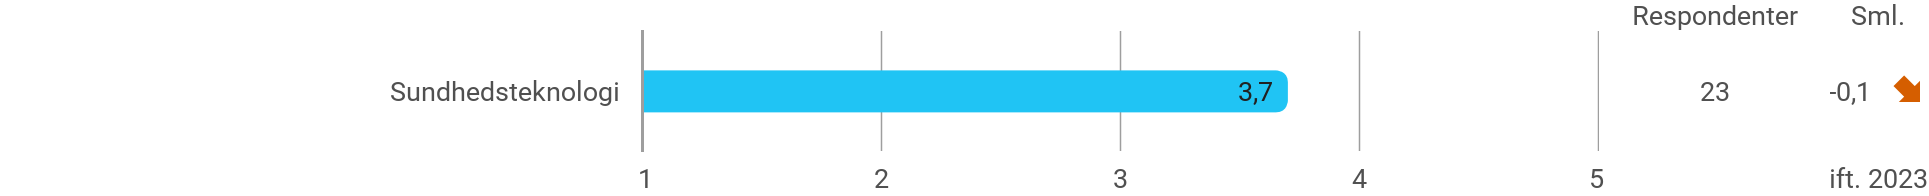 Respondenter Sml.
Sundhedsteknologi 3,7 23 -0,1
1 2 3 4 5 ift. 2023